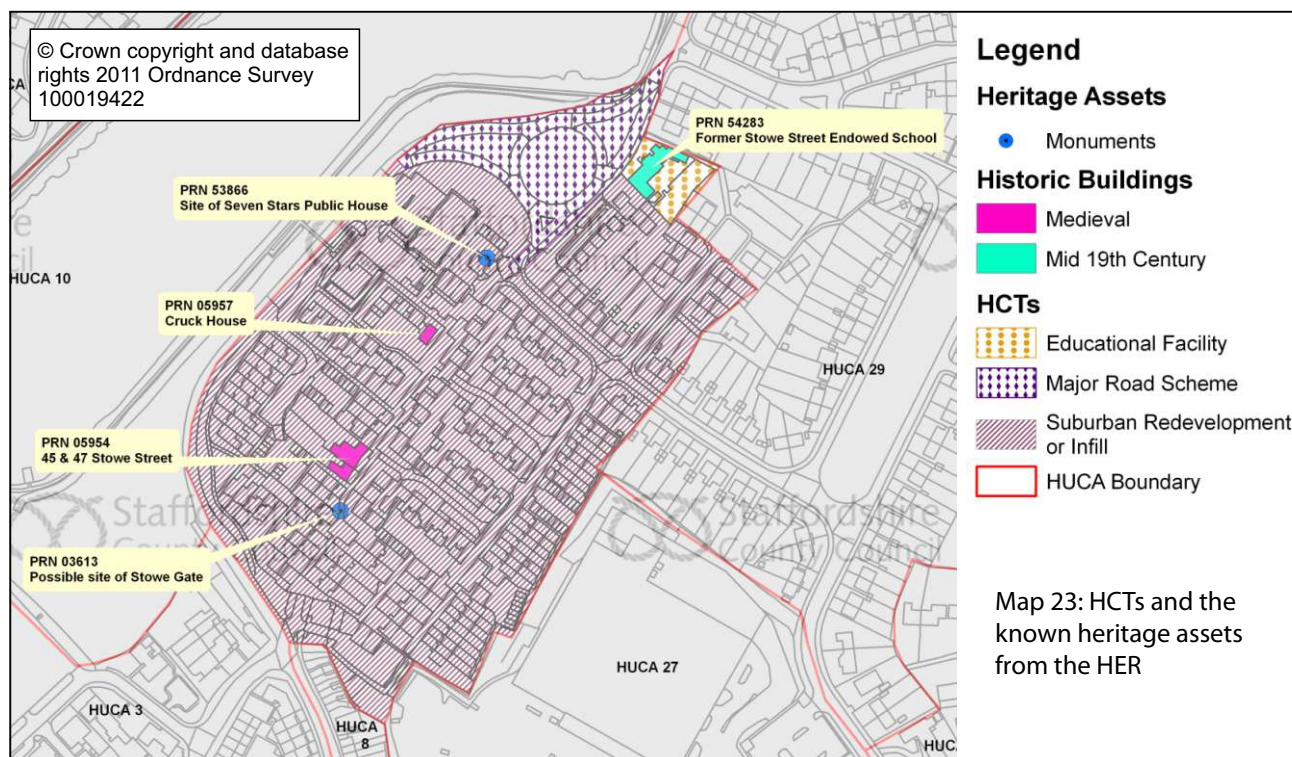 © Crown copyright and database
rights 2011 Ordnance Survey
100019422
PRN 54283
Former Stowe Street Endowed School
PRN 53866
Site of Seven Stars Public House
HUCA 10
PRN 05957
Cruck House
HUCA 29
PRN 05954
45 & 47 Stowe Street
Staffordshire
County Council
PRN 03613
Possible site of Stowe Gate
HUCA 27
HUCA 3
HUCA
8
Legend
Heritage Assets
Monuments
Historic Buildings
Medieval
Mid 19th Century
HCTs
Educational Facility
Major Road Scheme
Suburban Redevelopment
or Infill
HUCA Boundary
Map 23: HCTs and the
known heritage assets
from the HER